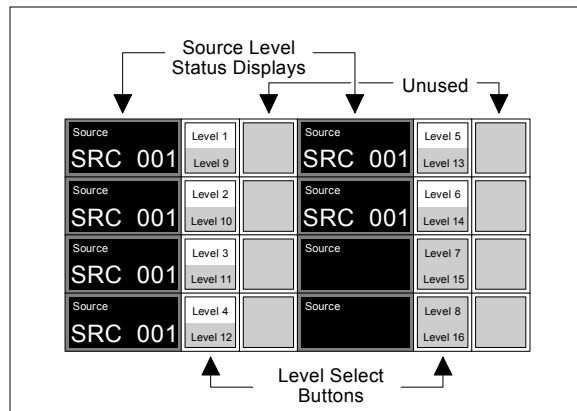 Source Level
Status Displays
Unused
Source
SRC 001
Level 1
Level 9
Source
SRC 001
Level 5
Level 13
Source
SRC 001
Level 2
Level 10
Source
SRC 001
Level 6
Level 14
Source
SRC 001
Level 3
Level 11
Source
Level 7
Level 15
Source
SRC 001
Level 4
Level 12
Source
Level 8
Level 16
Level Select
Buttons